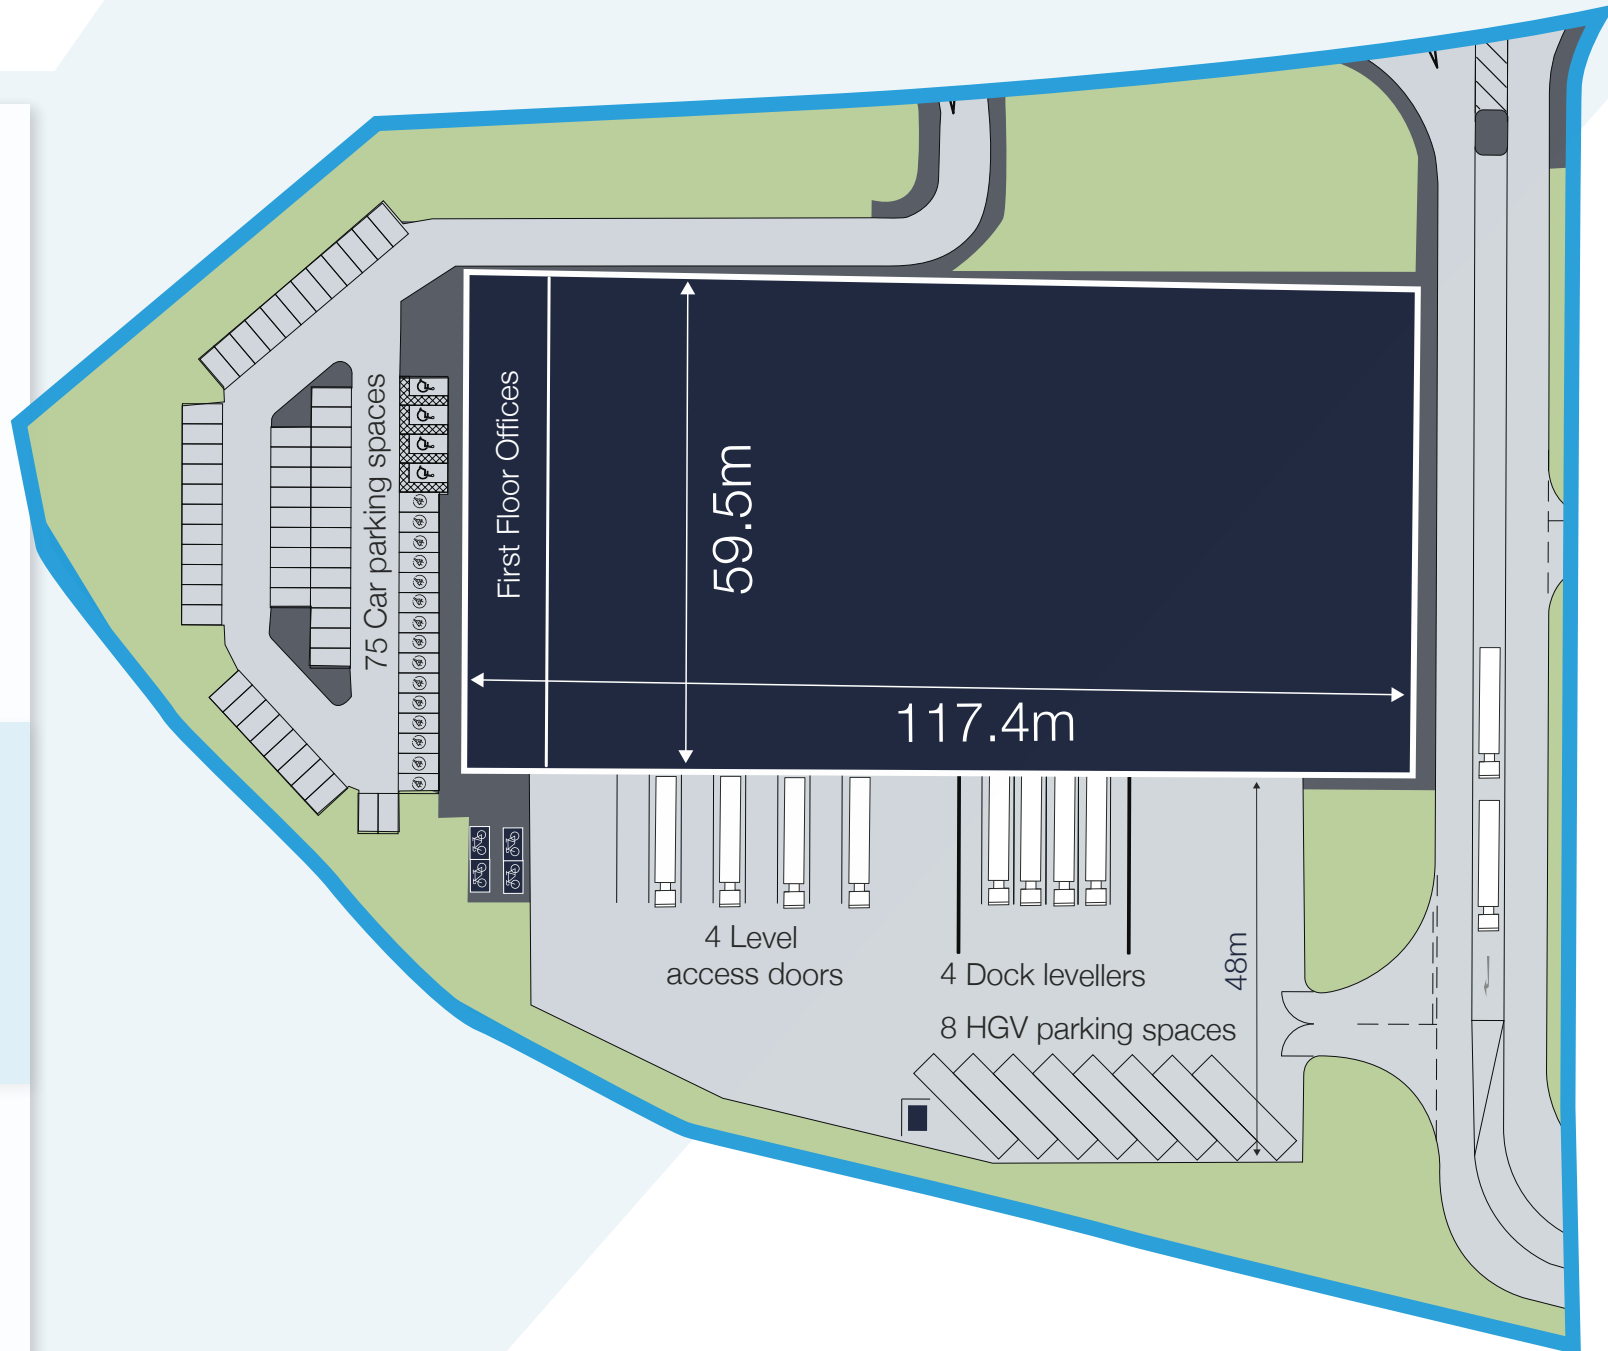 75 Car parking spaces
First Floor Offices
59.5m
117.4m
4 Level
access doors
4 Dock levellers
8 HGV parking spaces
48m